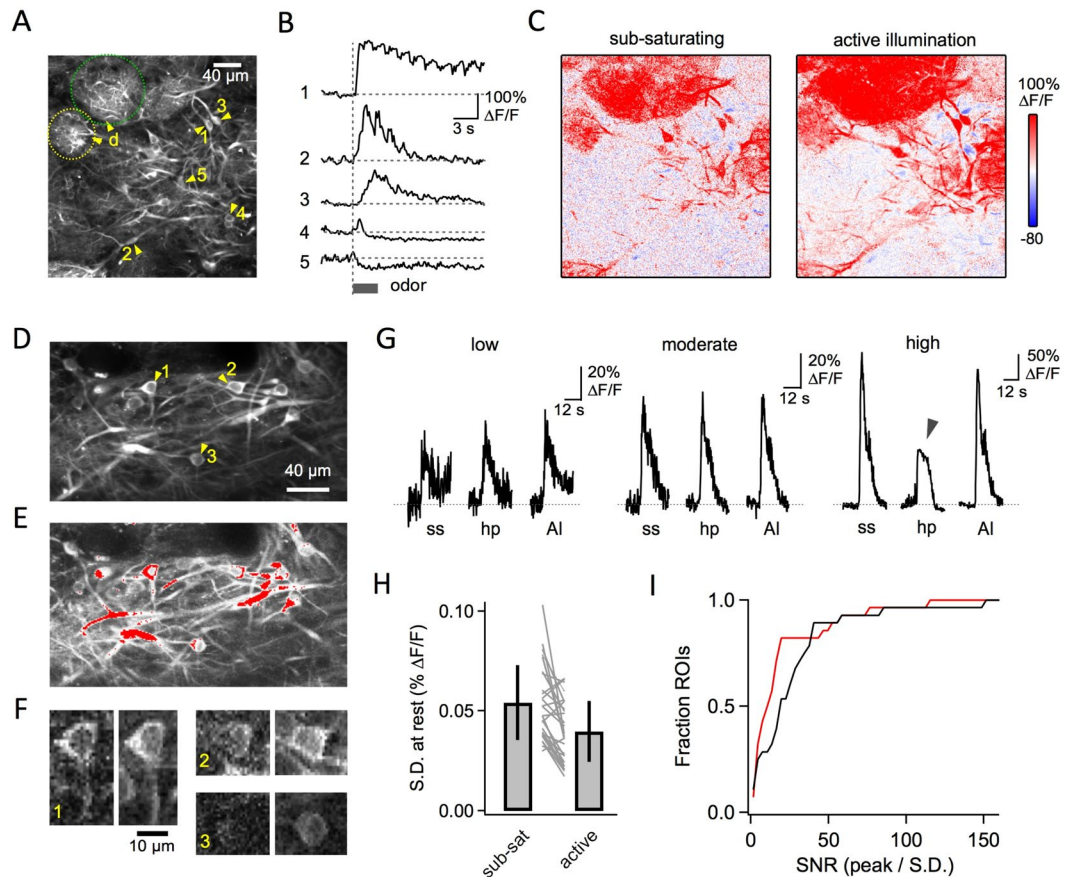 A
40 µm
3
1
d
5
4
2
B
1
2
3
4
5
100%
ΔF/F
3 s
odor
C
sub-saturating
active illumination
100%
ΔF/F
-80
D
1
2
3
40 µm
E
F
1
2
3
10 µm
G
low
moderate
high
20%
ΔF/F
12 s
20%
ΔF/F
12 s
50%
ΔF/F
12 s
ss hp AI
ss hp AI
ss hp AI
H
S.D. at rest (% ΔF/F)
0.10
0.05
0.00
sub-sat
active
I
Fraction ROIs
1.0
0.5
0.0
0 50 100 150
SNR (peak / S.D.)